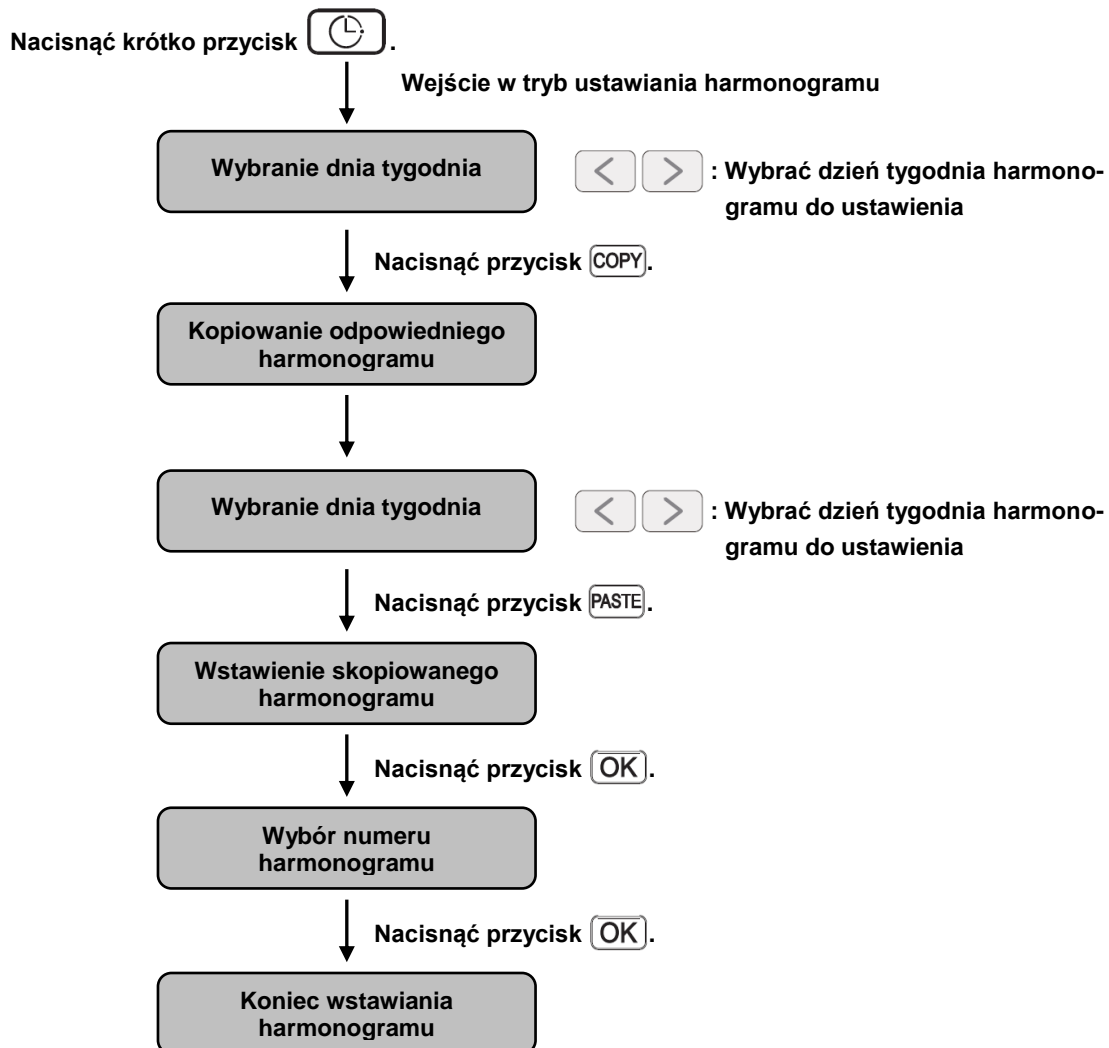 Nacisnąć krótko przycisk .
Wejście w tryb ustawiania harmonogramu
Wybranie dnia tygodnia
: Wybrać dzień tygodnia harmono-
gramu do ustawienia
Nacisnąć przycisk COPY.
Kopiowanie odpowiedniego
harmonogramu
Wybranie dnia tygodnia
: Wybrać dzień tygodnia harmono-
gramu do ustawienia
Nacisnąć przycisk PASTE.
Wstawienie skopiowanego
harmonogramu
Nacisnąć przycisk OK.
Wybór numeru
harmonogramu
Nacisnąć przycisk OK.
Koniec wstawiania
harmonogramu